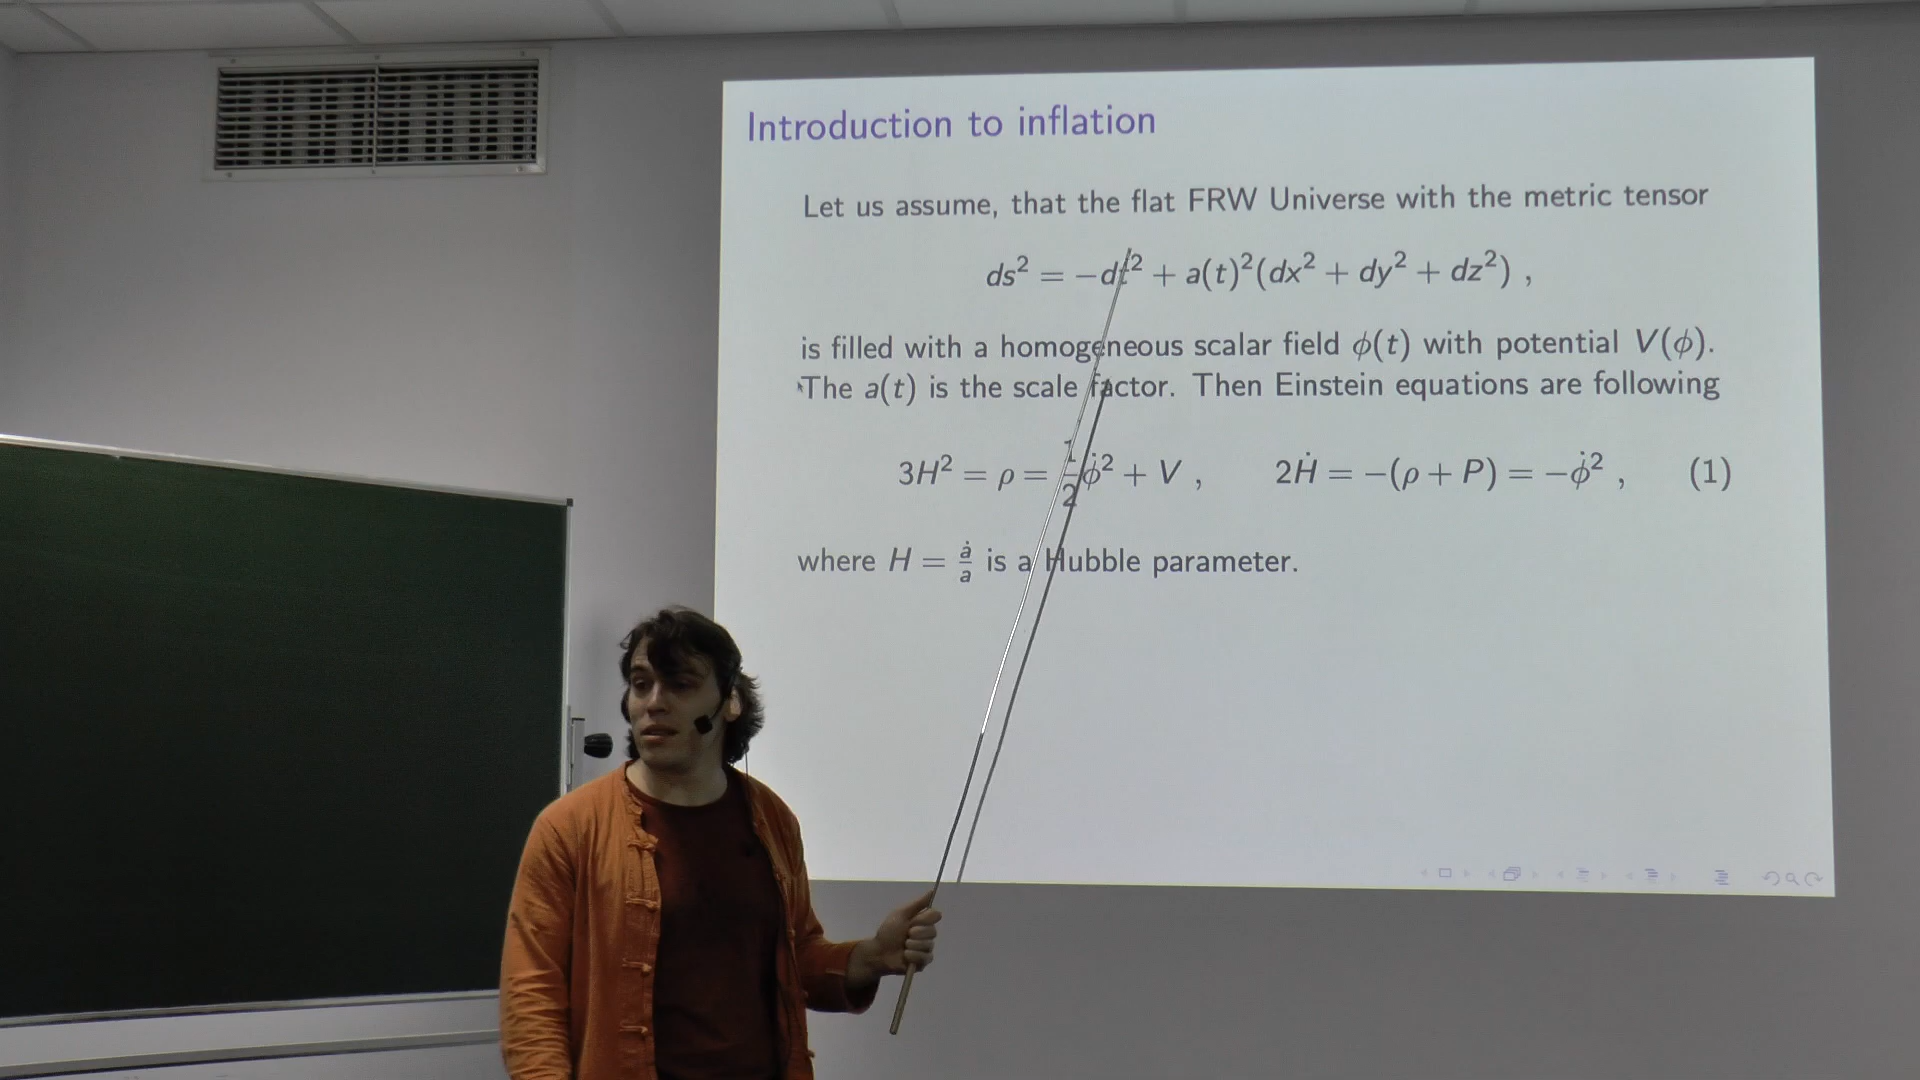 Introduction to inflation
Let us assume, that the flat FRW Universe with the metric tensor
ds² = −dt² + a(t)²(dx² + dy² + dz²) ,
is filled with a homogeneous scalar field ϕ(t) with potential V(ϕ).
The a(t) is the scale factor. Then Einstein equations are following
3H² = ρ = ½ϕ̇² + V , 2Ḣ = −(ρ + P) = −ϕ̇² , (1)
where H = ȧ/a is a Hubble parameter.